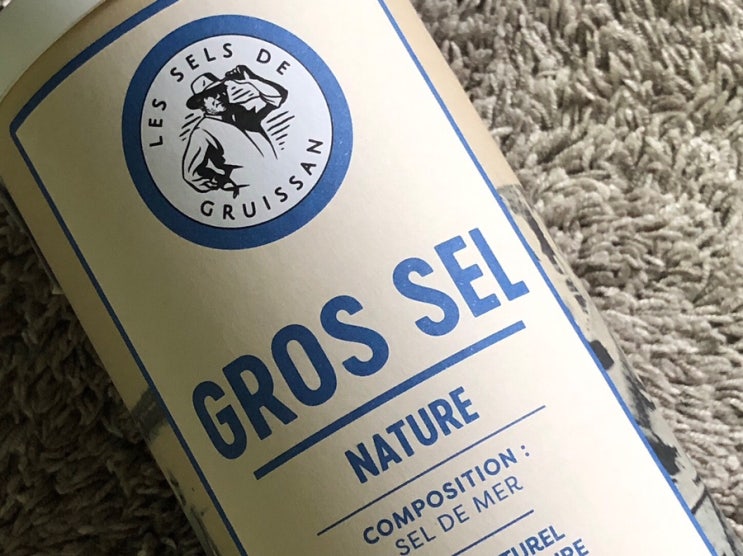 LES SELS DE
GRUISSAN
GROS SEL
NATURE
COMPOSITION :
SEL DE MER